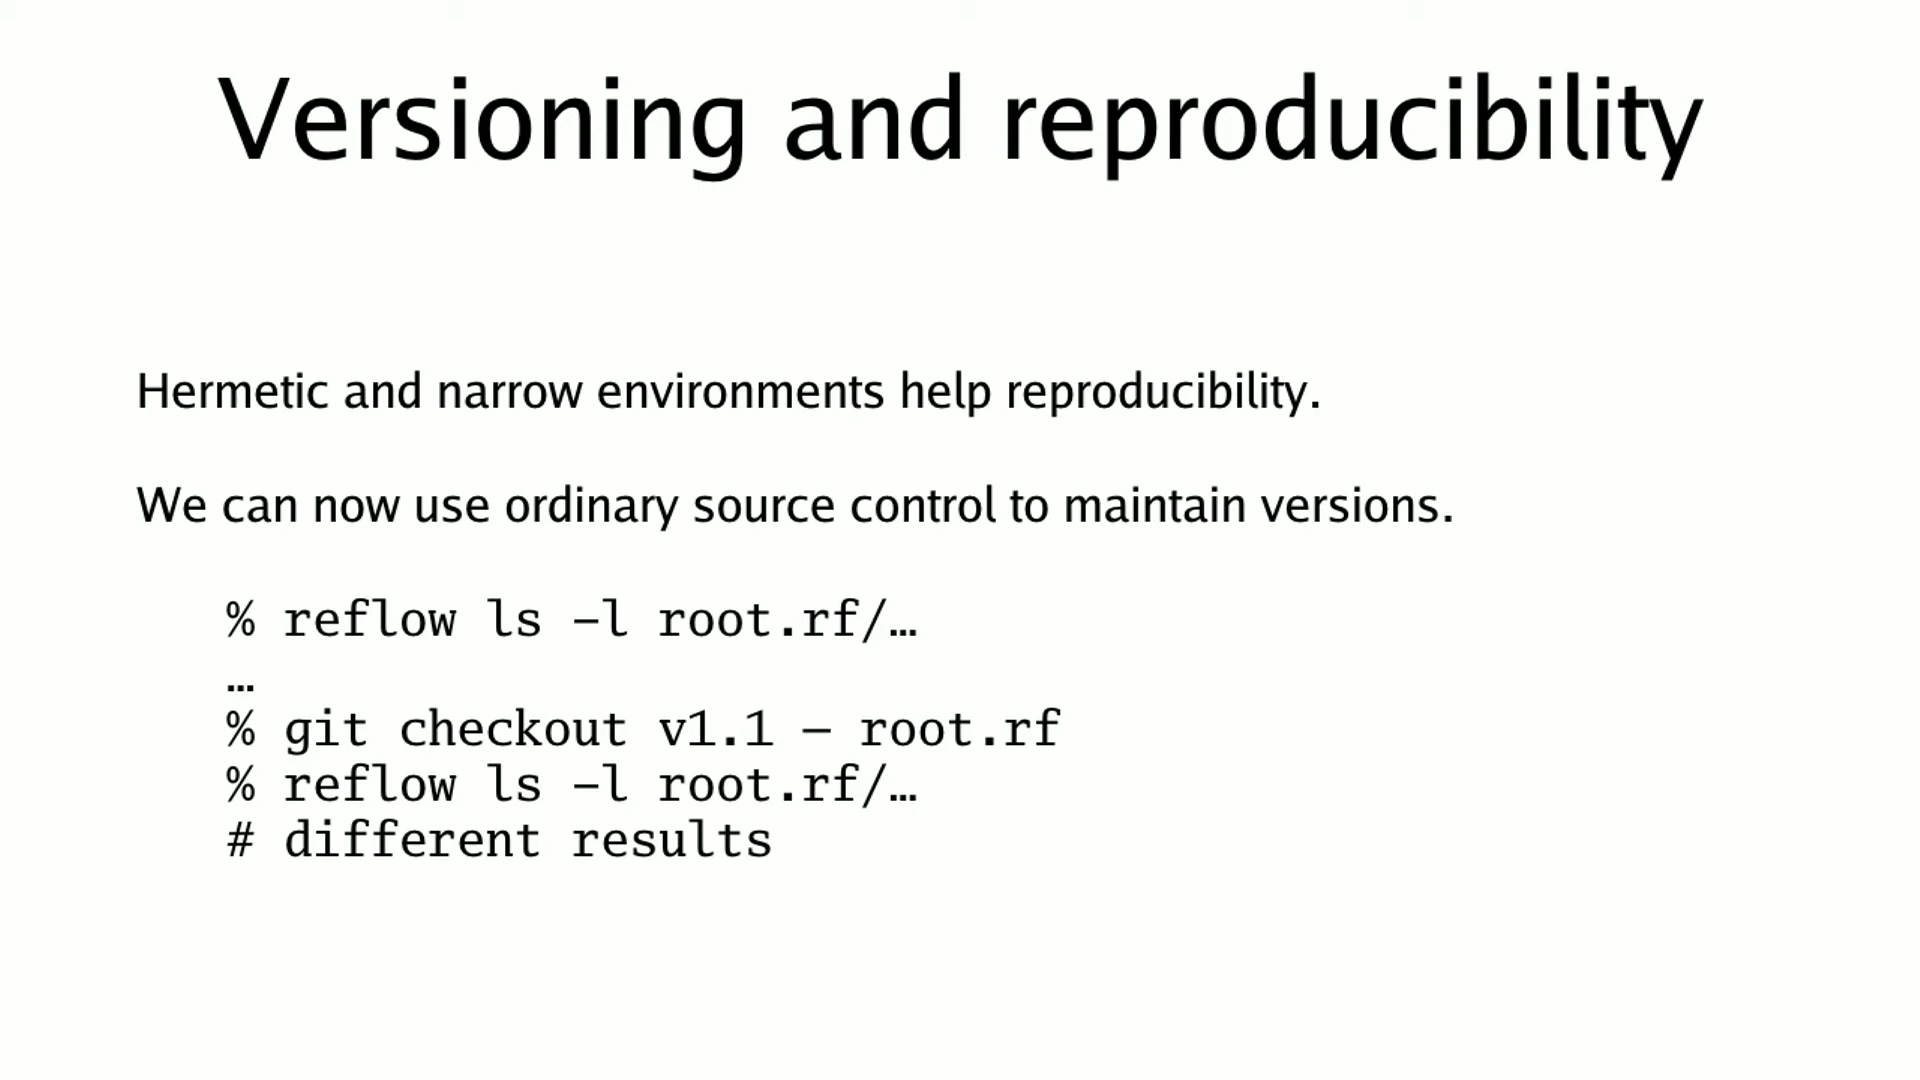 Versioning and reproducibility
Hermetic and narrow environments help reproducibility.
We can now use ordinary source control to maintain versions.
% reflow ls -l root.rf/…
…
% git checkout v1.1 — root.rf
% reflow ls -l root.rf/…
# different results